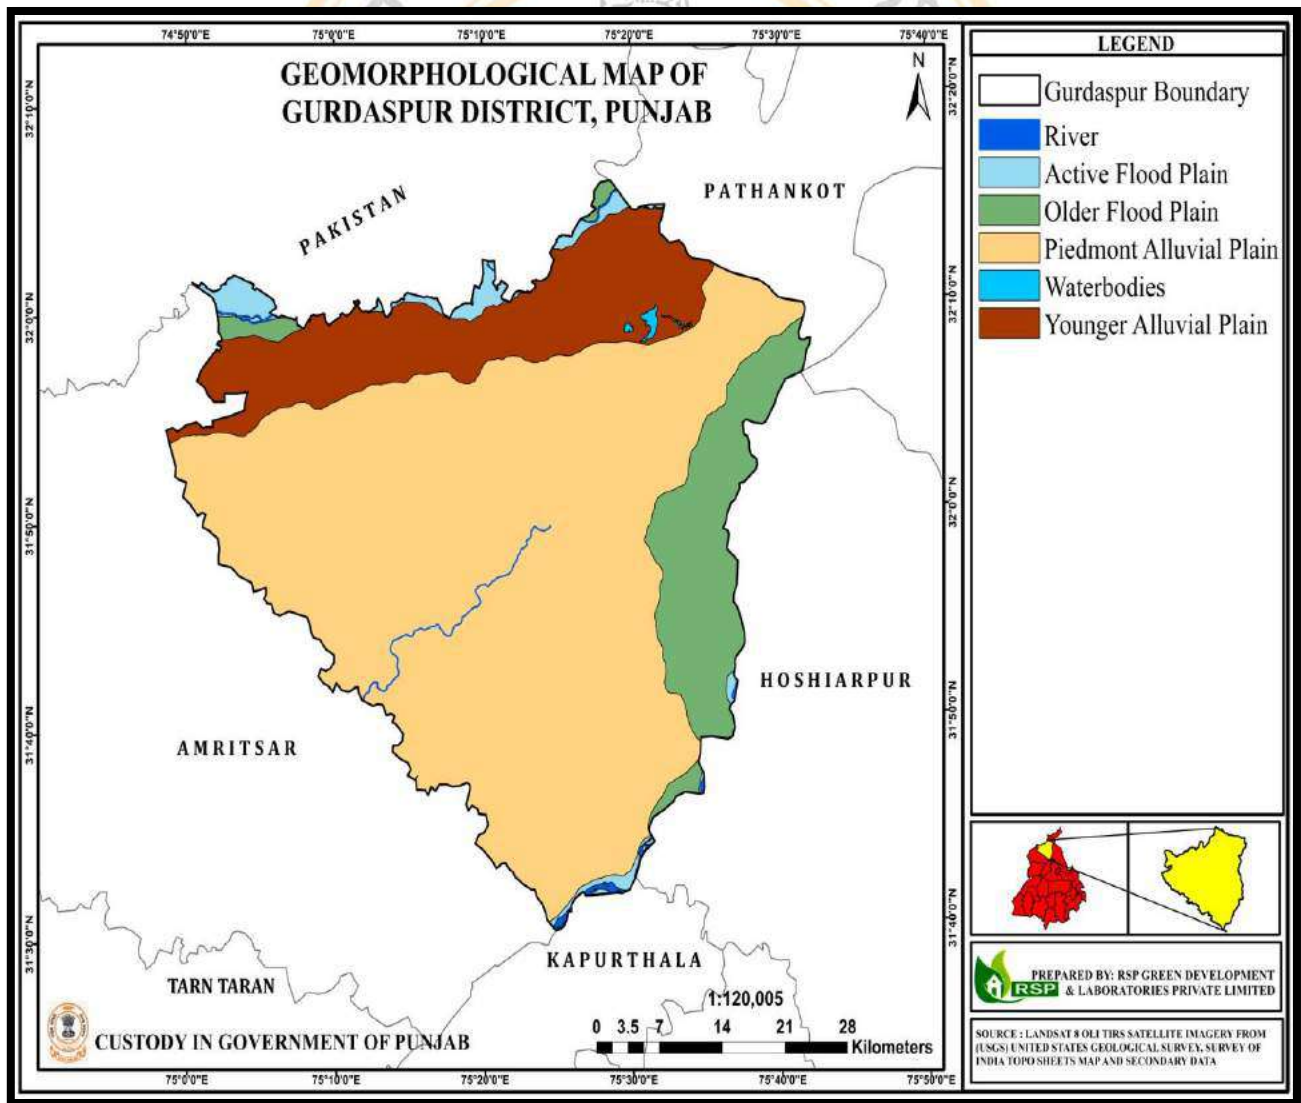 GEOMORPHOLOGICAL MAP OF
GURDASPUR DISTRICT, PUNJAB
74°50'0"E 75°0'0"E 75°10'0"E 75°20'0"E 75°30'0"E 75°40'0"E
N
32°10'0"N
32°0'0"N
31°50'0"N
31°40'0"N
31°30'0"N
32°20'0"N
32°10'0"N
32°0'0"N
31°50'0"N
31°40'0"N
PAKISTAN
PATHANKOT
HOSHIARPUR
AMRITSAR
KAPURTHALA
TARN TARAN
1:120,005
0 3.5 7 14 21 28
Kilometers
CUSTODY IN GOVERNMENT OF PUNJAB
75°0'0"E 75°10'0"E 75°20'0"E 75°30'0"E 75°40'0"E 75°50'0"E
LEGEND
Gurdaspur Boundary
River
Active Flood Plain
Older Flood Plain
Piedmont Alluvial Plain
Waterbodies
Younger Alluvial Plain
RSP
PREPARED BY: RSP GREEN DEVELOPMENT
& LABORATORIES PRIVATE LIMITED
SOURCE : LANDSAT 8 OLI TIRS SATELLITE IMAGERY FROM
(USGS) UNITED STATES GEOLOGICAL SURVEY, SURVEY OF
INDIA TOPO SHEETS MAP AND SECONDARY DATA